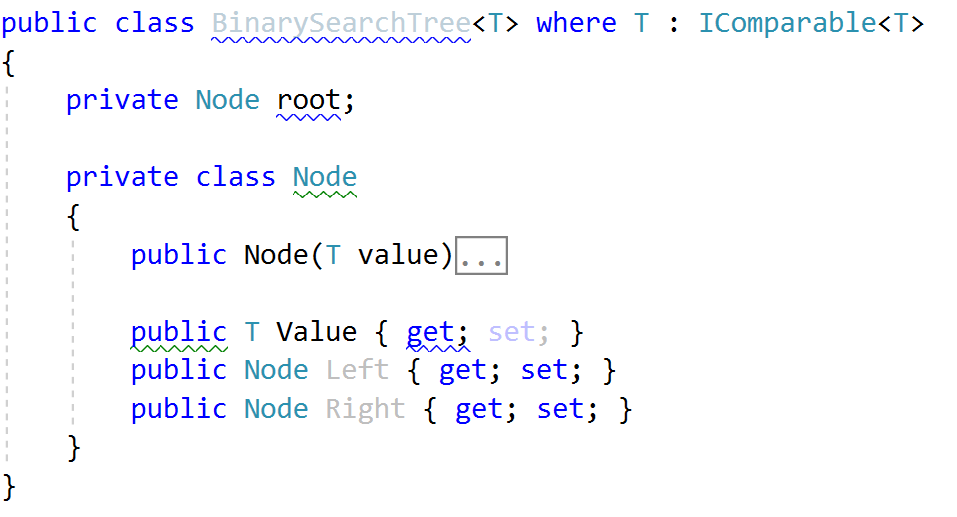 public class BinarySearchTree<T> where T : IComparable<T>
{
    private Node root;

    private class Node
    {
        public Node(T value)...

        public T Value { get; set; }
        public Node Left { get; set; }
        public Node Right { get; set; }
    }
}